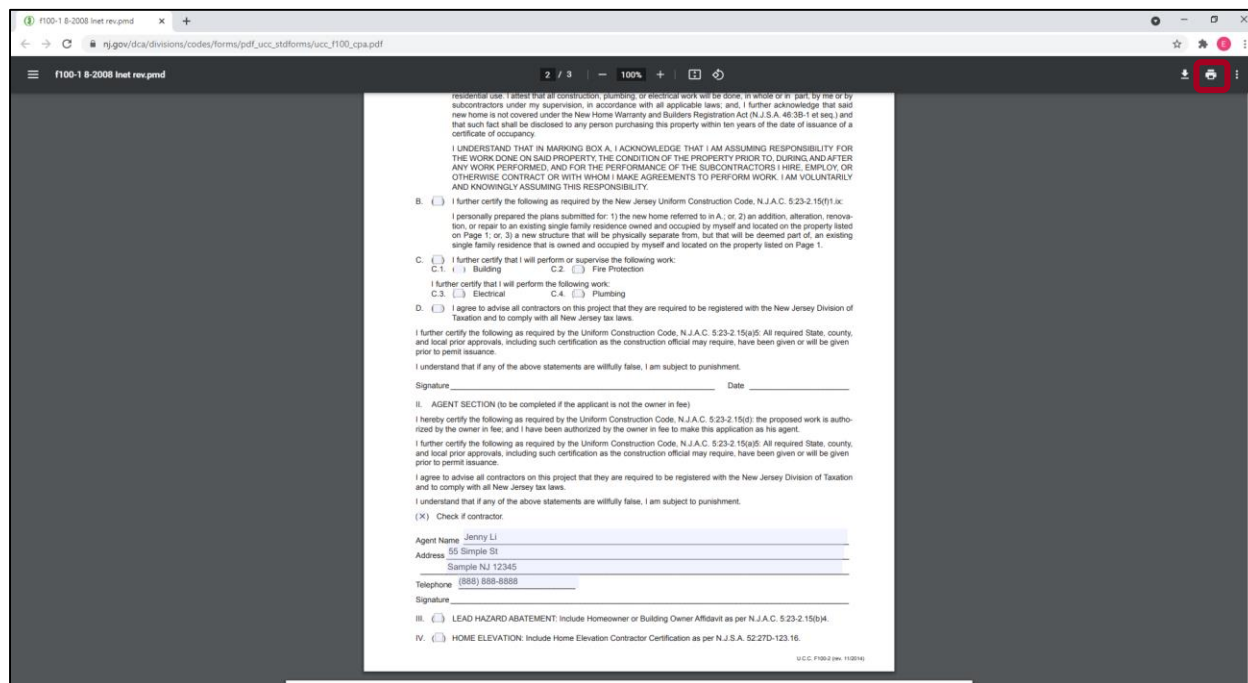 f100-1 8-2008 Inet rev.pmd
nj.gov/dca/divisions/codes/forms/pdf_ucc_stdforms/ucc_f100_cpa.pdf
E
f100-1 8-2008 Inet rev.pmd
2 / 3
100%
residential use. I attest that all construction, plumbing, or electrical work will be done, in whole or in part, by me or by
subcontractors under my supervision, in accordance with all applicable laws; and, I further acknowledge that said
new home is not covered under the New Home Warranty and Builders Registration Act (N.J.S.A. 46:3B-1 et seq.) and
that such fact shall be disclosed to any person purchasing this property within ten years of the date of issuance of a
certificate of occupancy.
I UNDERSTAND THAT IN MARKING BOX A, I ACKNOWLEDGE THAT I AM ASSUMING RESPONSIBILITY FOR
THE WORK DONE ON SAID PROPERTY, THE CONDITION OF THE PROPERTY PRIOR TO, DURING, AND AFTER
ANY WORK PERFORMED, AND FOR THE PERFORMANCE OF THE SUBCONTRACTORS I HIRE, EMPLOY, OR
OTHERWISE CONTRACT OR WITH WHOM I MAKE AGREEMENTS TO PERFORM WORK. I AM VOLUNTARILY
AND KNOWINGLY ASSUMING THIS RESPONSIBILITY.
B. ( ) I further certify the following as required by the New Jersey Uniform Construction Code, N.J.A.C. 5:23-2.15(f)1.ix:
I personally prepared the plans submitted for: 1) the new home referred to in A.; or, 2) an addition, alteration, renova-
tion, or repair to an existing single family residence owned and occupied by myself and located on the property listed
on Page 1; or, 3) a new structure that will be physically separate from, but that will be deemed part of, an existing
single family residence that is owned and occupied by myself and located on the property listed on Page 1.
C. ( ) I further certify that I will perform or supervise the following work:
C.1. ( ) Building C.2. ( ) Fire Protection
I further certify that I will perform the following work:
C.3. ( ) Electrical C.4. ( ) Plumbing
D. ( ) I agree to advise all contractors on this project that they are required to be registered with the New Jersey Division of
Taxation and to comply with all New Jersey tax laws.
I further certify the following as required by the Uniform Construction Code, N.J.A.C. 5:23-2.15(a)5: All required State, county,
and local prior approvals, including such certification as the construction official may require, have been given or will be given
prior to permit issuance.
I understand that if any of the above statements are willfully false, I am subject to punishment.
Signature Date
II. AGENT SECTION (to be completed if the applicant is not the owner in fee)
I hereby certify the following as required by the Uniform Construction Code, N.J.A.C. 5:23-2.15(d): the proposed work is autho-
rized by the owner in fee; and I have been authorized by the owner in fee to make this application as his agent.
I further certify the following as required by the Uniform Construction Code, N.J.A.C. 5:23-2.15(a)5: All required State, county,
and local prior approvals, including such certification as the construction official may require, have been given or will be given
prior to permit issuance.
I agree to advise all contractors on this project that they are required to be registered with the New Jersey Division of Taxation
and to comply with all New Jersey tax laws.
I understand that if any of the above statements are willfully false, I am subject to punishment.
(X) Check if contractor.
Agent Name Jenny Li
Address 55 Simple St
Sample NJ 12345
Telephone (888) 888-8888
Signature
III. ( ) LEAD HAZARD ABATEMENT: Include Homeowner or Building Owner Affidavit as per N.J.A.C. 5:23-2.15(b)4.
IV. ( ) HOME ELEVATION: Include Home Elevation Contractor Certification as per N.J.S.A. 52:27D-123.16.
U.C.C. F100-2 (rev. 11/2014)